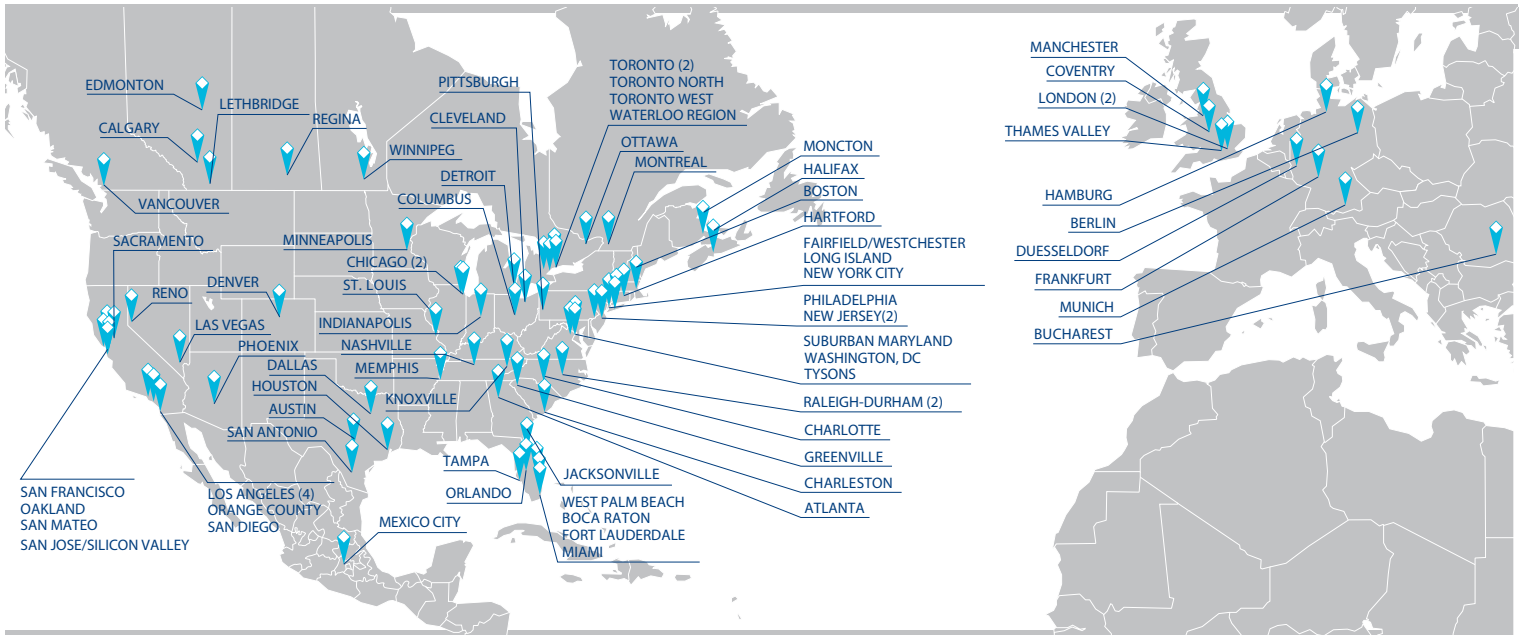 EDMONTON
LETHBRIDGE
CALGARY
REGINA
WINNIPEG
VANCOUVER
PITTSBURGH
CLEVELAND
DETROIT
COLUMBUS
TORONTO (2)
TORONTO NORTH
TORONTO WEST
WATERLOO REGION
OTTAWA
MONTREAL
MONCTON
HALIFAX
BOSTON
HARTFORD
FAIRFIELD/WESTCHESTER
LONG ISLAND
NEW YORK CITY
PHILADELPHIA
NEW JERSEY(2)
SUBURBAN MARYLAND
WASHINGTON, DC
TYSONS
RALEIGH-DURHAM (2)
CHARLOTTE
GREENVILLE
CHARLESTON
ATLANTA
SACRAMENTO
RENO
DENVER
LAS VEGAS
PHOENIX
MINNEAPOLIS
CHICAGO (2)
ST. LOUIS
INDIANAPOLIS
NASHVILLE
MEMPHIS
DALLAS
HOUSTON
KNOXVILLE
AUSTIN
SAN ANTONIO
TAMPA
ORLANDO
JACKSONVILLE
WEST PALM BEACH
BOCA RATON
FORT LAUDERDALE
MIAMI
SAN FRANCISCO
OAKLAND
SAN MATEO
SAN JOSE/SILICON VALLEY
LOS ANGELES (4)
ORANGE COUNTY
SAN DIEGO
MEXICO CITY
MANCHESTER
COVENTRY
LONDON (2)
THAMES VALLEY
HAMBURG
BERLIN
DUESSELDORF
FRANKFURT
MUNICH
BUCHAREST